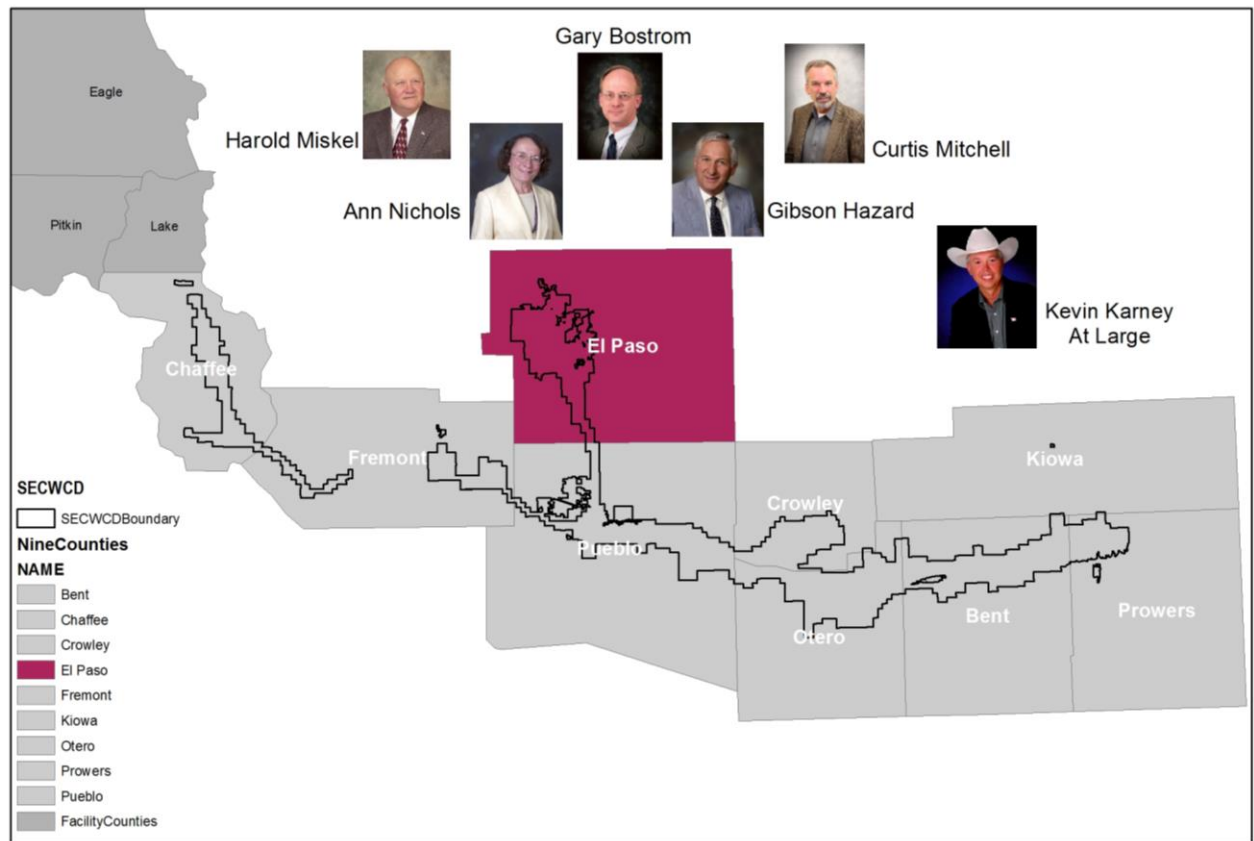 Gary Bostrom
Harold Miskel
Curtis Mitchell
Ann Nichols
Gibson Hazard
Kevin Karney
At Large
Eagle
Pitkin
Lake
El Paso
Chaffee
Fremont
Kiowa
Crowley
Pueblo
Otero
Bent
Prowers
SECWCD
SECWCDBoundary
NineCounties
NAME
Bent
Chaffee
Crowley
El Paso
Fremont
Kiowa
Otero
Prowers
Pueblo
FacilityCounties